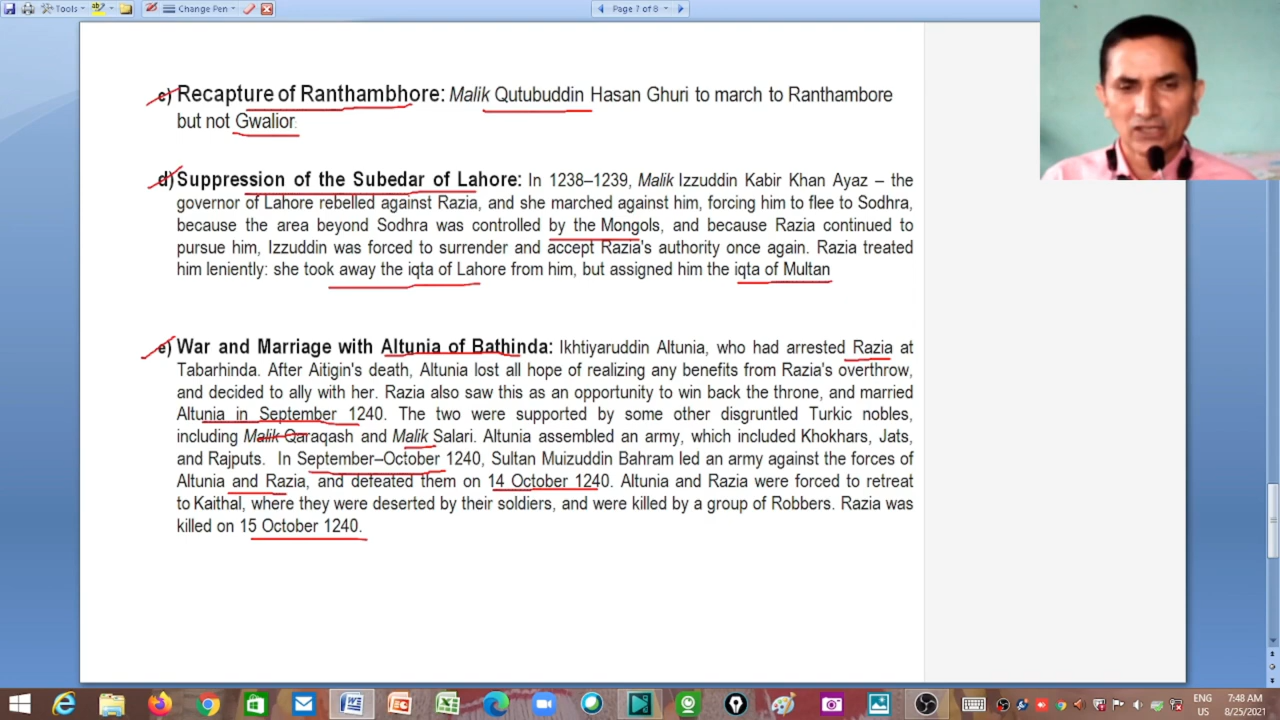 Tools
Change Pen
Page 7 of 8
c) Recapture of Ranthambhore: Malik Qutubuddin Hasan Ghuri to march to Ranthambore
but not Gwalior.
d) Suppression of the Subedar of Lahore: In 1238–1239, Malik Izzuddin Kabir Khan Ayaz – the
governor of Lahore rebelled against Razia, and she marched against him, forcing him to flee to Sodhra,
because the area beyond Sodhra was controlled by the Mongols, and because Razia continued to
pursue him, Izzuddin was forced to surrender and accept Razia's authority once again. Razia treated
him leniently: she took away the iqta of Lahore from him, but assigned him the iqta of Multan
e) War and Marriage with Altunia of Bathinda: Ikhtiyaruddin Altunia, who had arrested Razia at
Tabarhinda. After Aitigin's death, Altunia lost all hope of realizing any benefits from Razia's overthrow,
and decided to ally with her. Razia also saw this as an opportunity to win back the throne, and married
Altunia in September 1240. The two were supported by some other disgruntled Turkic nobles,
including Malik Qaraqash and Malik Salari. Altunia assembled an army, which included Khokhars, Jats,
and Rajputs. In September–October 1240, Sultan Muizuddin Bahram led an army against the forces of
Altunia and Razia, and defeated them on 14 October 1240. Altunia and Razia were forced to retreat
to Kaithal, where they were deserted by their soldiers, and were killed by a group of Robbers. Razia was
killed on 15 October 1240.
ENG
US
7:48 AM
8/25/2021